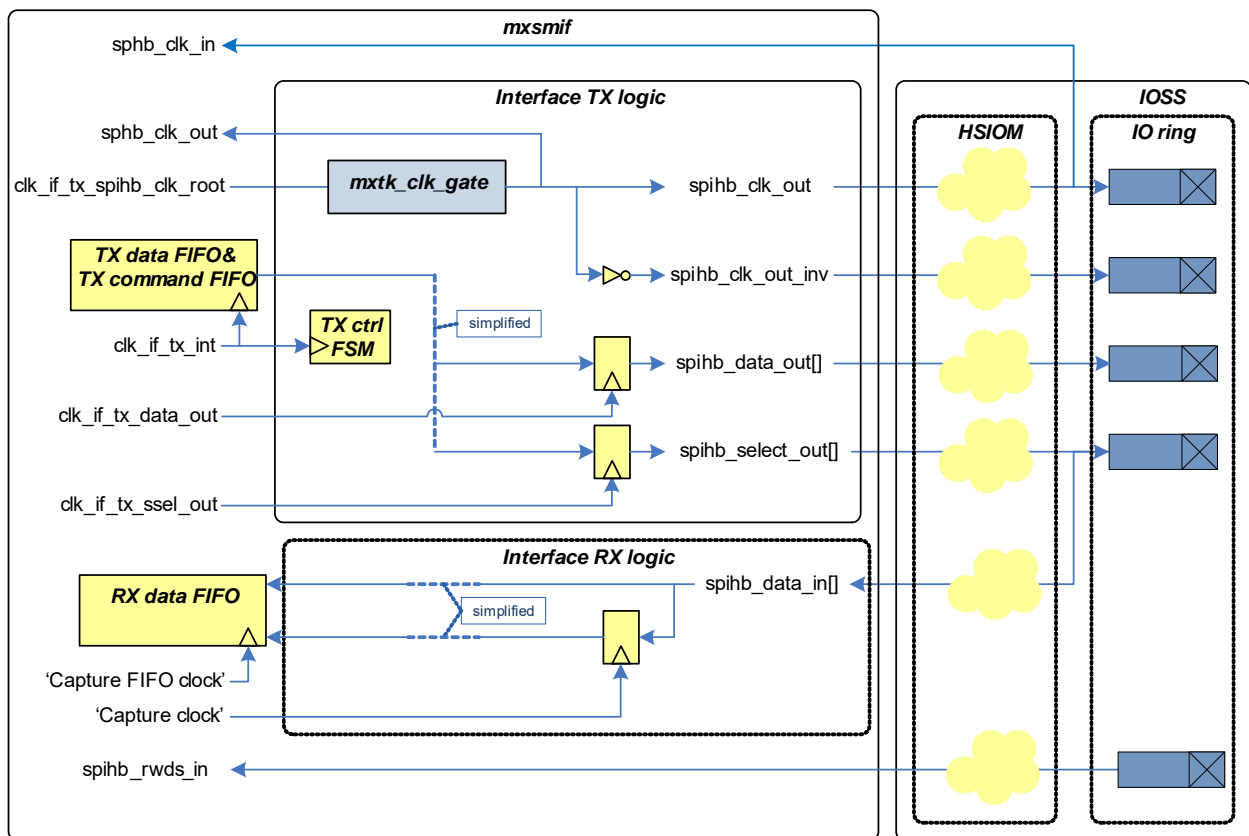 mxsmif
sphb_clk_in
Interface TX logic
IOSS
HSIOM
IO ring
sphb_clk_out
clk_if_tx_spihb_clk_root
mxtk_clk_gate
spihb_clk_out
TX data FIFO&
TX command FIFO
spihb_clk_out_inv
simplified
TX ctrl
FSM
clk_if_tx_int
spihb_data_out[]
clk_if_tx_data_out
spihb_select_out[]
clk_if_tx_ssel_out
Interface RX logic
RX data FIFO
spihb_data_in[]
simplified
‘Capture FIFO clock’
‘Capture clock’
spihb_rwds_in